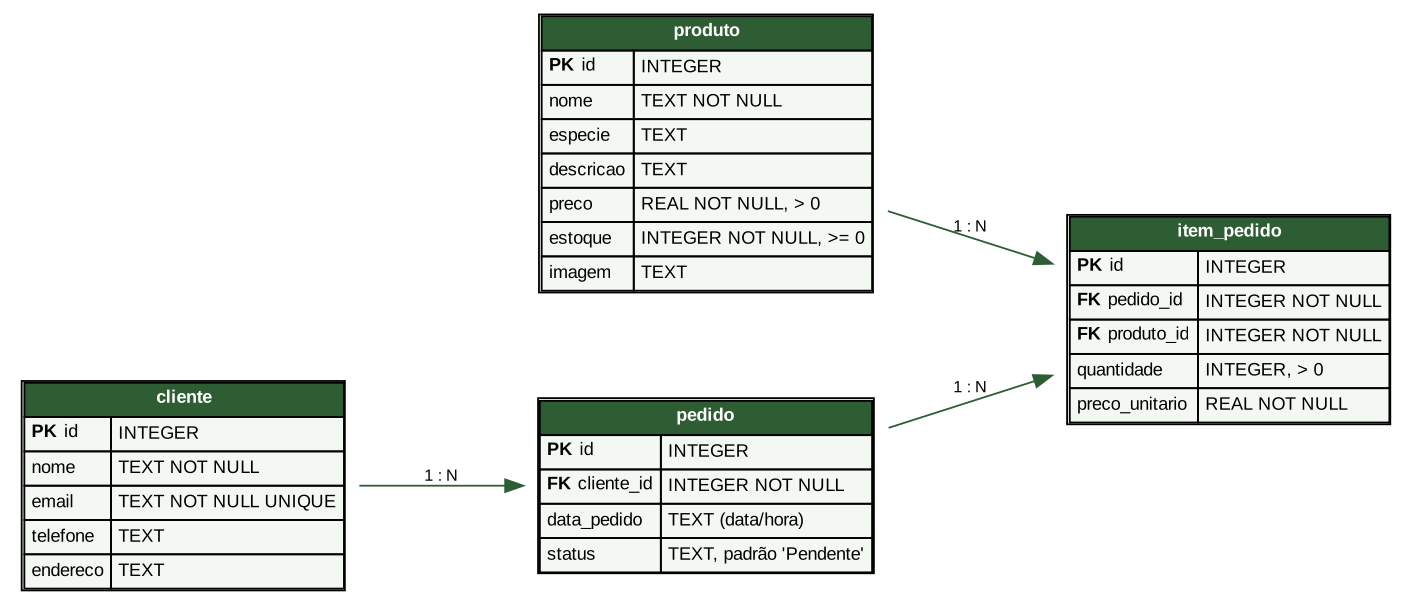 produto
PK id INTEGER
nome TEXT NOT NULL
especie TEXT
descricao TEXT
preco REAL NOT NULL, > 0
estoque INTEGER NOT NULL, >= 0
imagem TEXT
1 : N
item_pedido
PK id INTEGER
FK pedido_id INTEGER NOT NULL
FK produto_id INTEGER NOT NULL
quantidade INTEGER, > 0
preco_unitario REAL NOT NULL
cliente
PK id INTEGER
nome TEXT NOT NULL
email TEXT NOT NULL UNIQUE
telefone TEXT
endereco TEXT
1 : N
pedido
PK id INTEGER
FK cliente_id INTEGER NOT NULL
data_pedido TEXT (data/hora)
status TEXT, padrão 'Pendente'
1 : N